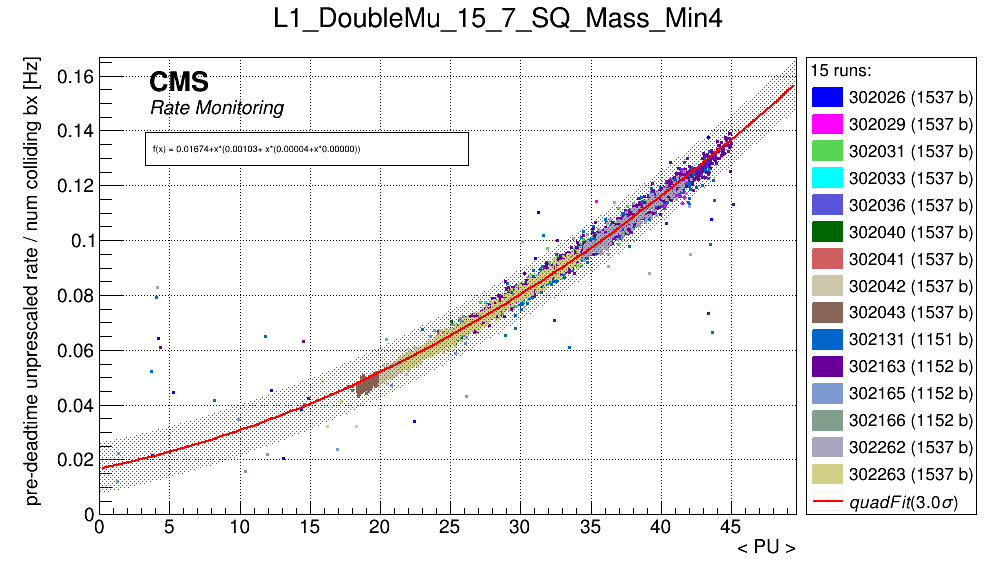 L1_DoubleMu_15_7_SQ_Mass_Min4
pre-deadtime unprescaled rate / num colliding bx [Hz]
0.16
0.14
0.12
0.1
0.08
0.06
0.04
0.02
0
CMS
Rate Monitoring
f(x) = 0.01674+x*(0.00103+ x*(0.00004+x*0.00000))
0 5 10 15 20 25 30 35 40 45
< PU >
15 runs:
302026 (1537 b)
302029 (1537 b)
302031 (1537 b)
302033 (1537 b)
302036 (1537 b)
302040 (1537 b)
302041 (1537 b)
302042 (1537 b)
302043 (1537 b)
302131 (1151 b)
302163 (1152 b)
302165 (1152 b)
302166 (1152 b)
302262 (1537 b)
302263 (1537 b)
quadFit(3.0σ)